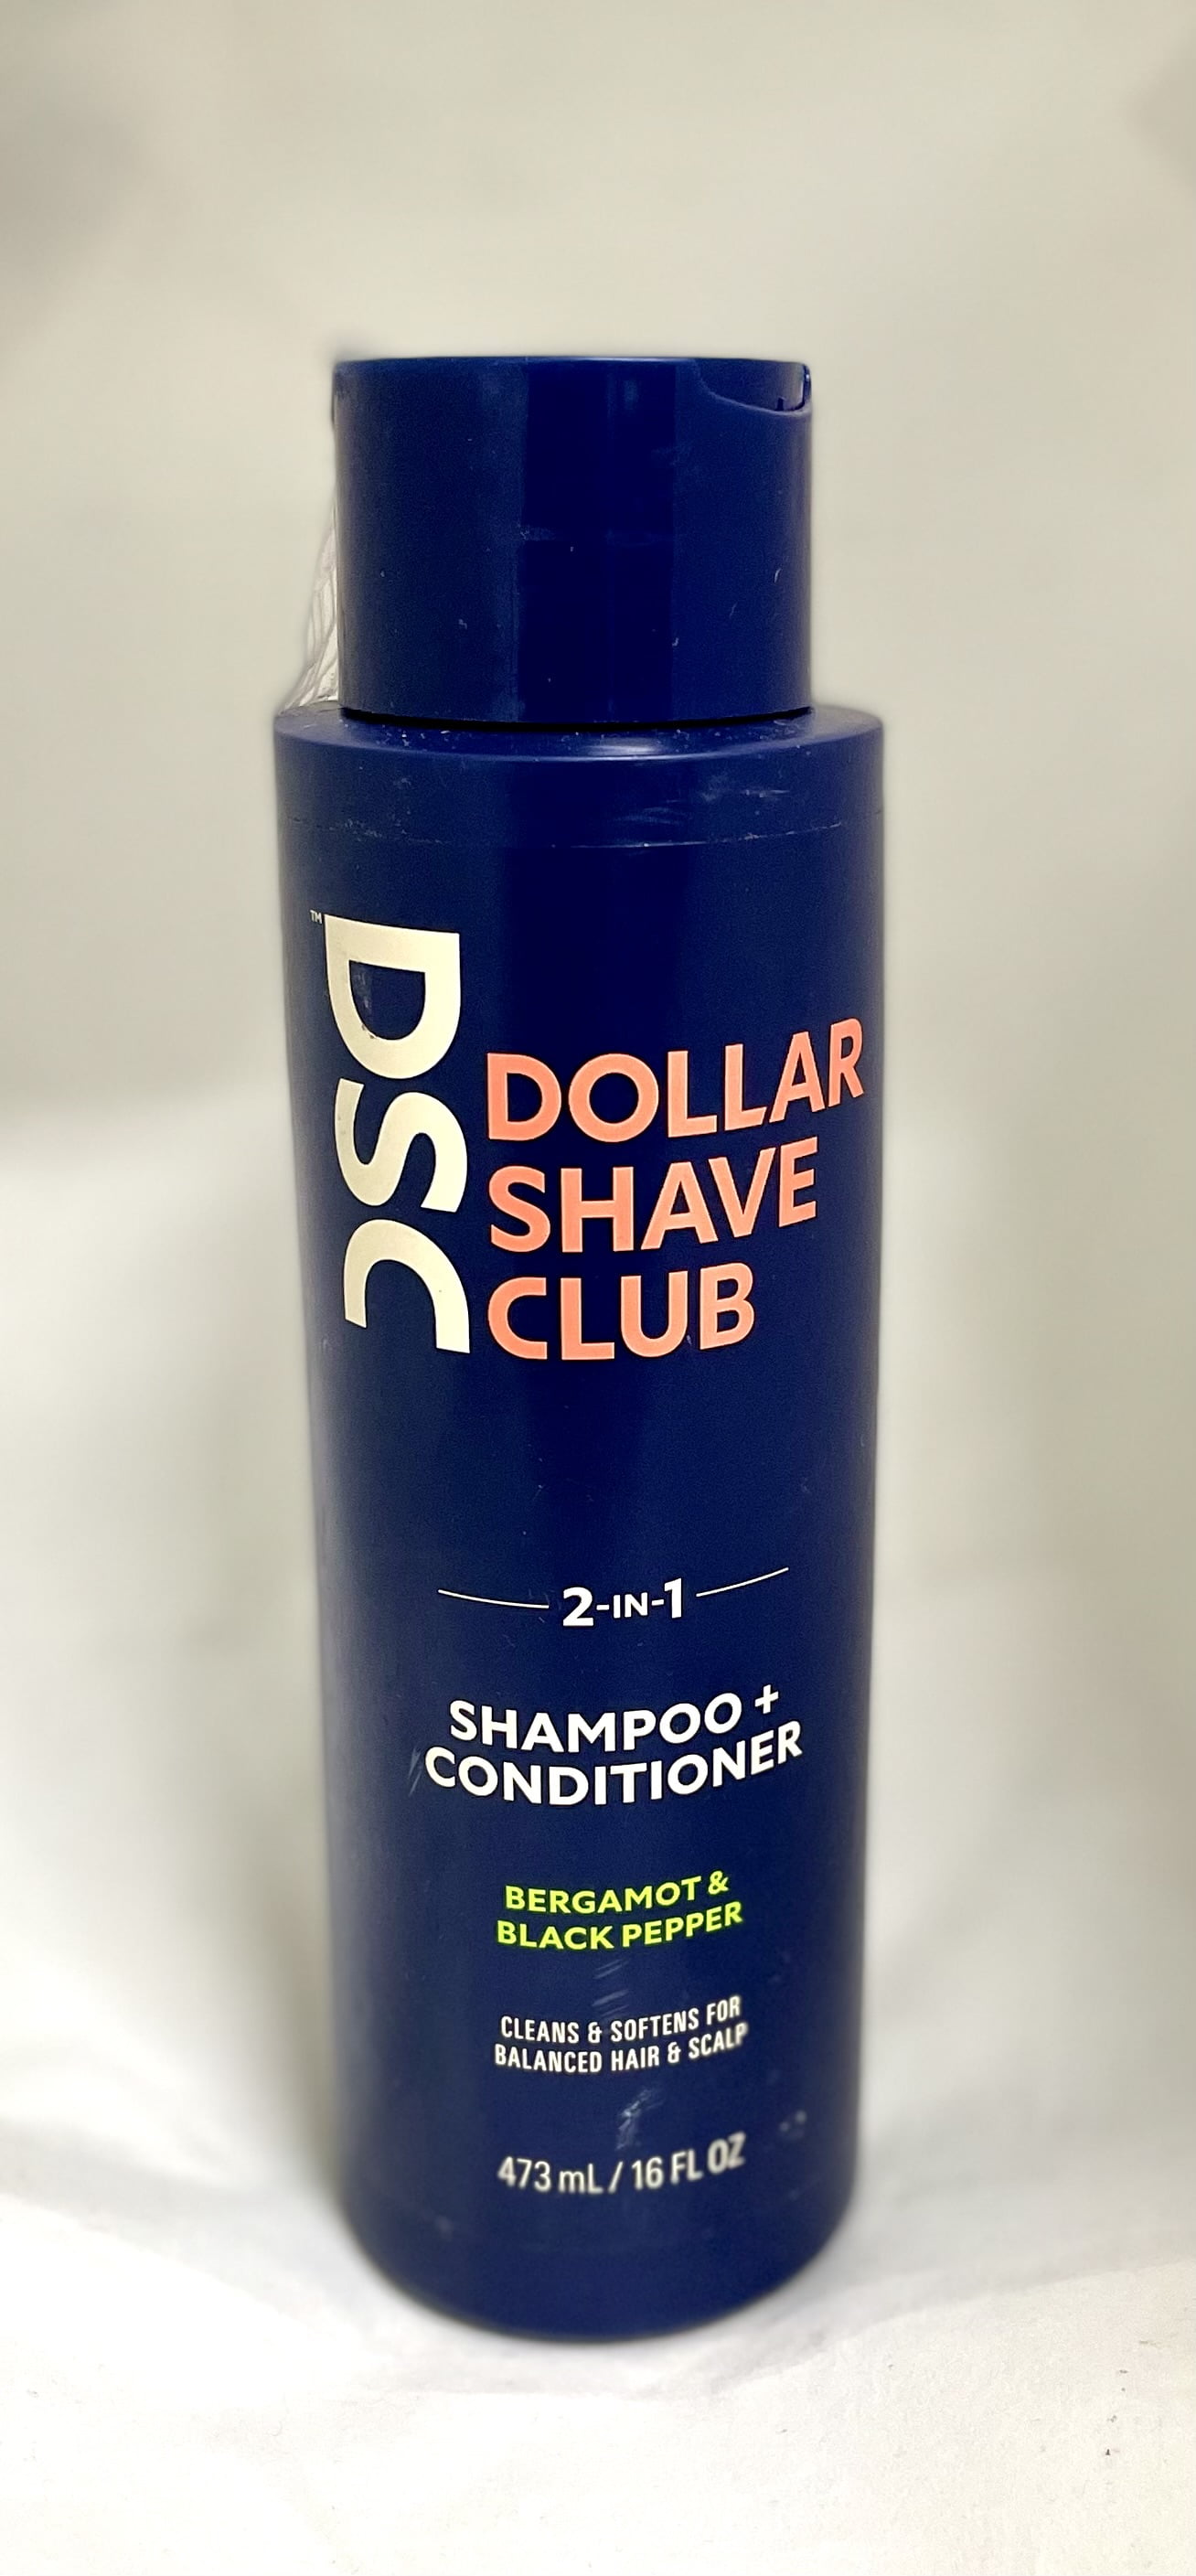 DSC™
DOLLAR
SHAVE
CLUB
2-IN-1
SHAMPOO +
CONDITIONER
BERGAMOT &
BLACK PEPPER
CLEANS & SOFTENS FOR
BALANCED HAIR & SCALP
473 mL / 16 FL OZ